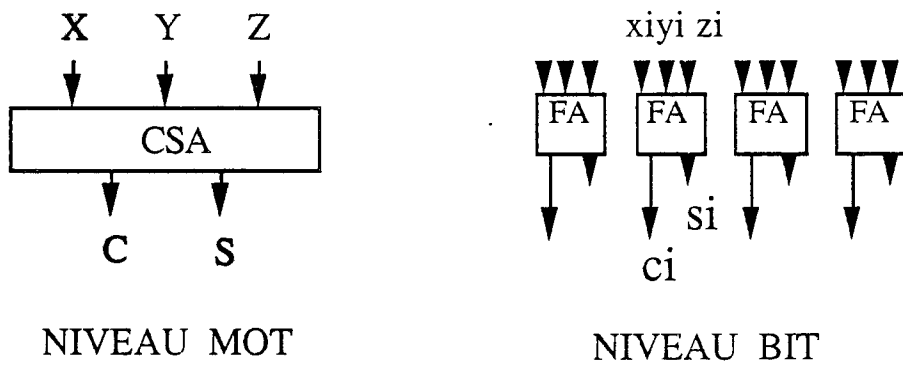 X Y Z
CSA
C S
NIVEAU MOT
xiyi zi
FA FA FA FA
si
ci
NIVEAU BIT